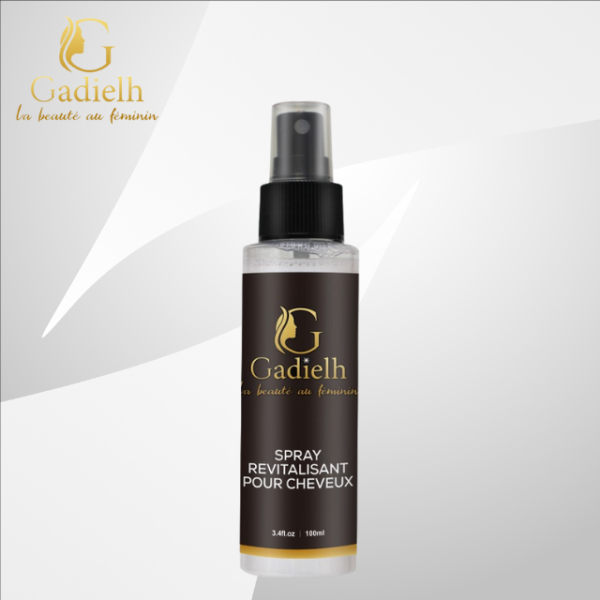 G
Gadielh
la beauté au féminin
G
Gadielh
la beauté au féminin
SPRAY
REVITALISANT
POUR CHEVEUX
3.4fl.oz | 100ml